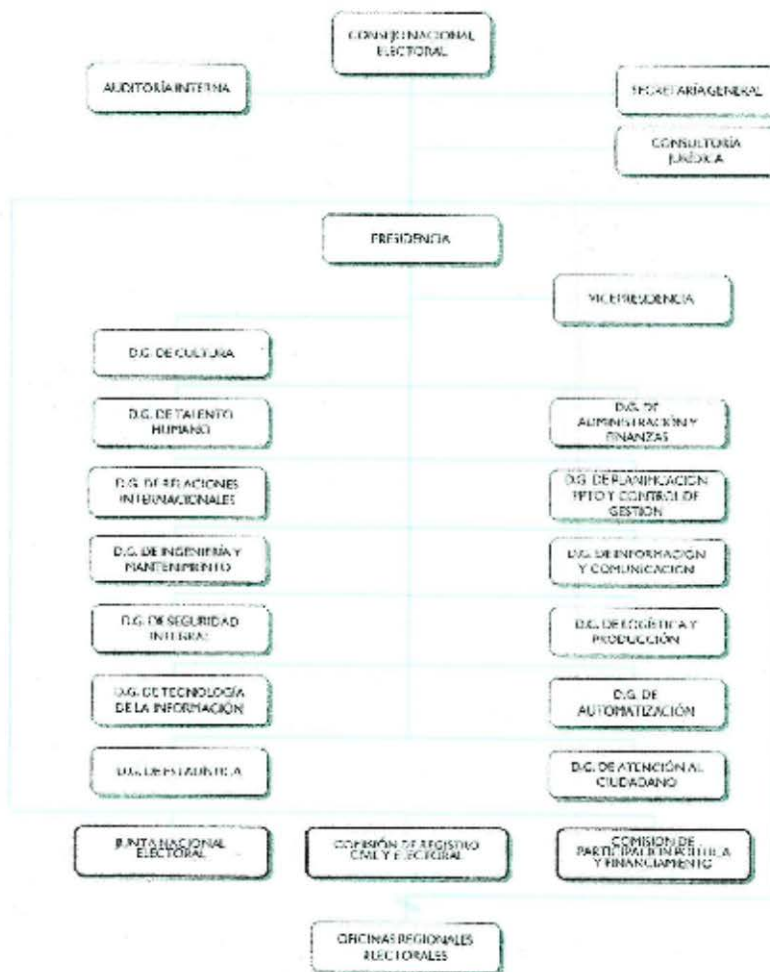 CONSEJO NACIONAL
ELECTORAL
AUDITORÍA INTERNA
SECRETARÍA GENERAL
CONSULTORÍA
JURÍDICA
PRESIDENCIA
VICEPRESIDENCIA
D.G. DE CULTURA
D.G. DE TALENTO
HUMANO
D.G. DE
ADMINISTRACIÓN Y
FINANZAS
D.G. DE RELACIONES
INTERNACIONALES
D.G. DE PLANIFICACIÓN
PPTO Y CONTROL DE
GESTIÓN
D.G. DE INGENIERÍA Y
MANTENIMIENTO
D.G. DE INFORMACIÓN
Y COMUNICACIÓN
D.G. DE SEGURIDAD
INTEGRAL
D.G. DE LOGÍSTICA Y
PRODUCCIÓN
D.G. DE TECNOLOGÍA
DE LA INFORMACIÓN
D.G. DE
AUTOMATIZACIÓN
D.G. DE ESTADÍSTICA
D.G. DE ATENCIÓN AL
CIUDADANO
JUNTA NACIONAL
ELECTORAL
COMISIÓN DE REGISTRO
CIVIL Y ELECTORAL
COMISIÓN DE
PARTICIPACIÓN POLÍTICA
Y FINANCIAMIENTO
OFICINAS REGIONALES
ELECTORALES